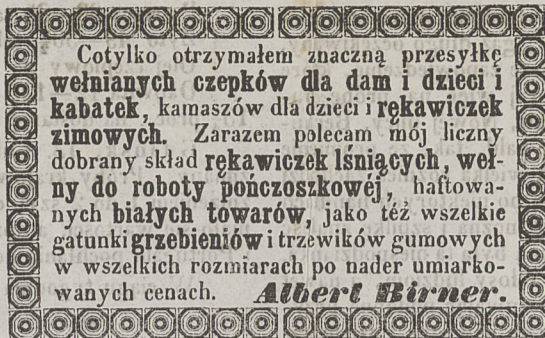 Cotylko otrzymałem znaczną przesyłkę
wełnianych czepków dla dam i dzieci i
kabatek, kamaszów dla dzieci i rękawiczek
zimowych. Zarazem polecam mój liczny
dobrany skład rękawiczek lśniących, weł-
ny do roboty pończoszkowéj, haftowa-
nych białych towarów, jako téż wszelkie
gatunki grzebieniów i trzewików gumowych
w wszelkich rozmiarach po nader umiarko-
wanych cenach. Albert Birner.